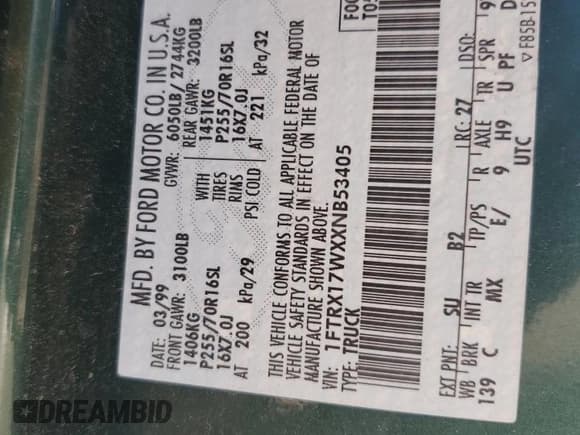 MFD. BY FORD MOTOR CO. IN U.S.A.
DATE: 03/99 GVWR: 6050LB/2744KG
FRONT GAWR: 3100LB REAR GAWR: 3200LB
1406KG WITH 1451KG
P255/70R16SL TIRES P255/70R16SL
16X7.0J RIMS 16X7.0J
AT 200 kPa/29 PSI COLD AT 221 kPa/32
THIS VEHICLE CONFORMS TO ALL APPLICABLE FEDERAL MOTOR
VEHICLE SAFETY STANDARDS IN EFFECT ON THE DATE OF
MANUFACTURE SHOWN ABOVE.
VIN: 1FTRX17WXXNB53405
TYPE: TRUCK
EXT PNT: SU B2 RC: 27 DSO:
WB BRK INT TR TP/PS R AXLE TR SPR
139 C MX E/ 9 H9 U PF
UTC
F85B-15
DREAMBID